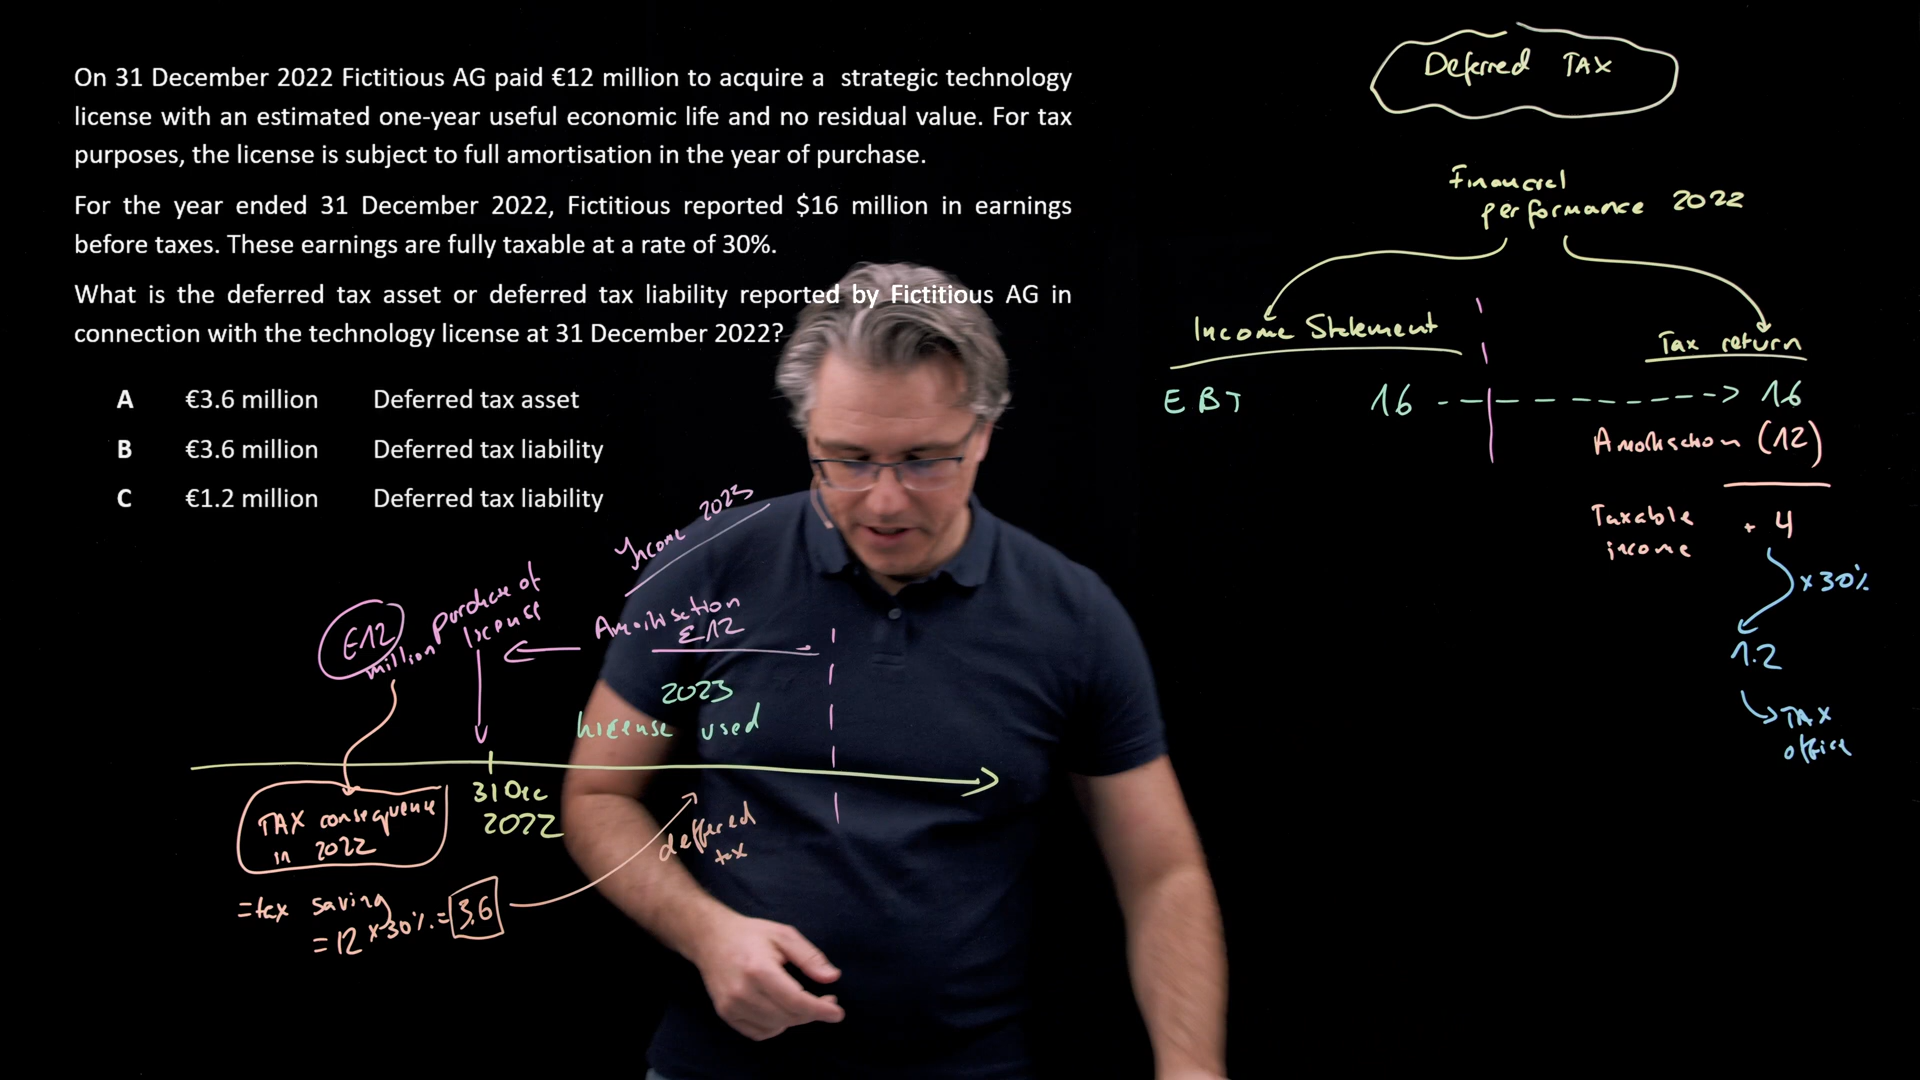 On 31 December 2022 Fictitious AG paid €12 million to acquire a strategic technology
license with an estimated one-year useful economic life and no residual value. For tax
purposes, the license is subject to full amortisation in the year of purchase.
For the year ended 31 December 2022, Fictitious reported $16 million in earnings
before taxes. These earnings are fully taxable at a rate of 30%.
What is the deferred tax asset or deferred tax liability reported by Fictitious AG in
connection with the technology license at 31 December 2022?
A €3.6 million Deferred tax asset
B €3.6 million Deferred tax liability
C €1.2 million Deferred tax liability
Income 2023
€12 million
purchase of
license
Amortisation
€12
2023
license used
31 Dec
2022
TAX consequence
in 2022
= tax saving
= 12 x 30% = 3.6
deffered
tax
Deferred TAX
Financial
performance 2022
Income Statement
Tax return
EBT 16 16
Amortisation (12)
Taxable
income + 4
x 30%
1.2
TAX
office